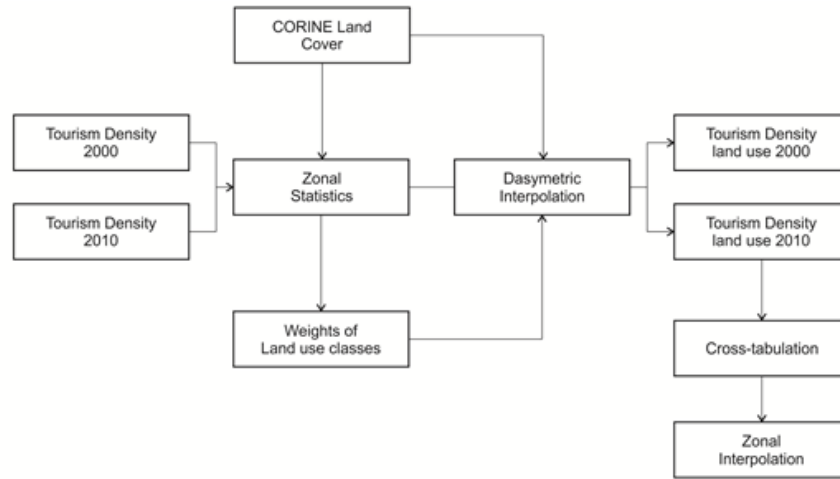 CORINE Land
Cover
Tourism Density
2000
Tourism Density
2010
Zonal
Statistics
Dasymetric
Interpolation
Tourism Density
land use 2000
Tourism Density
land use 2010
Weights of
Land use classes
Cross-tabulation
Zonal
Interpolation